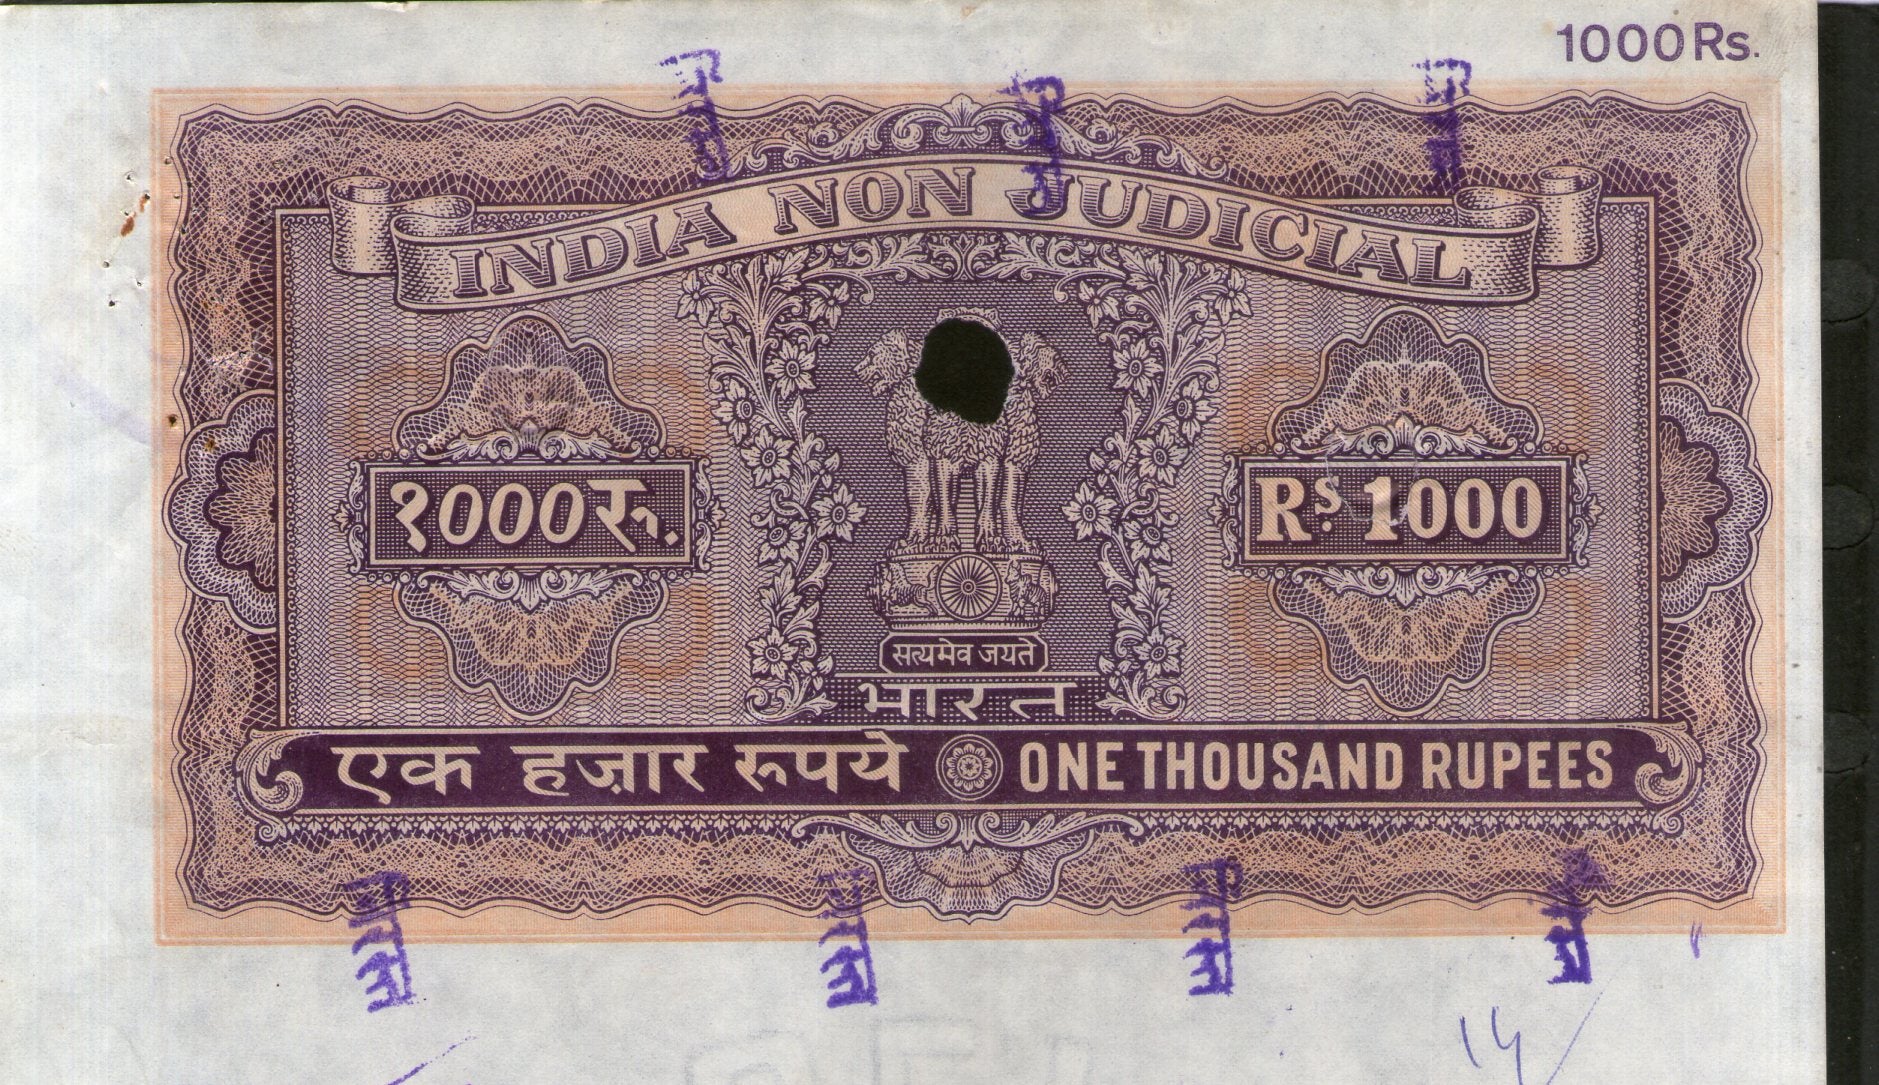 1000Rs.
INDIA NON JUDICIAL
१000रु.
Rs. 1000
सत्यमेव जयते
भारत
एक हज़ार रुपये ONE THOUSAND RUPEES